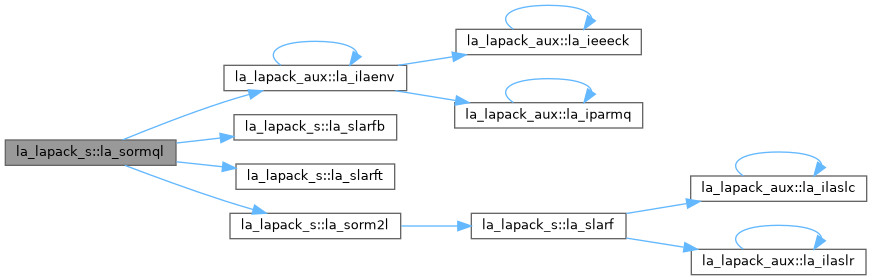 la_lapack_s::la_sormql
la_lapack_aux::la_ilaenv
la_lapack_aux::la_ieeeck
la_lapack_aux::la_iparmq
la_lapack_s::la_slarfb
la_lapack_s::la_slarft
la_lapack_s::la_sorm2l
la_lapack_s::la_slarf
la_lapack_aux::la_ilaslc
la_lapack_aux::la_ilaslr